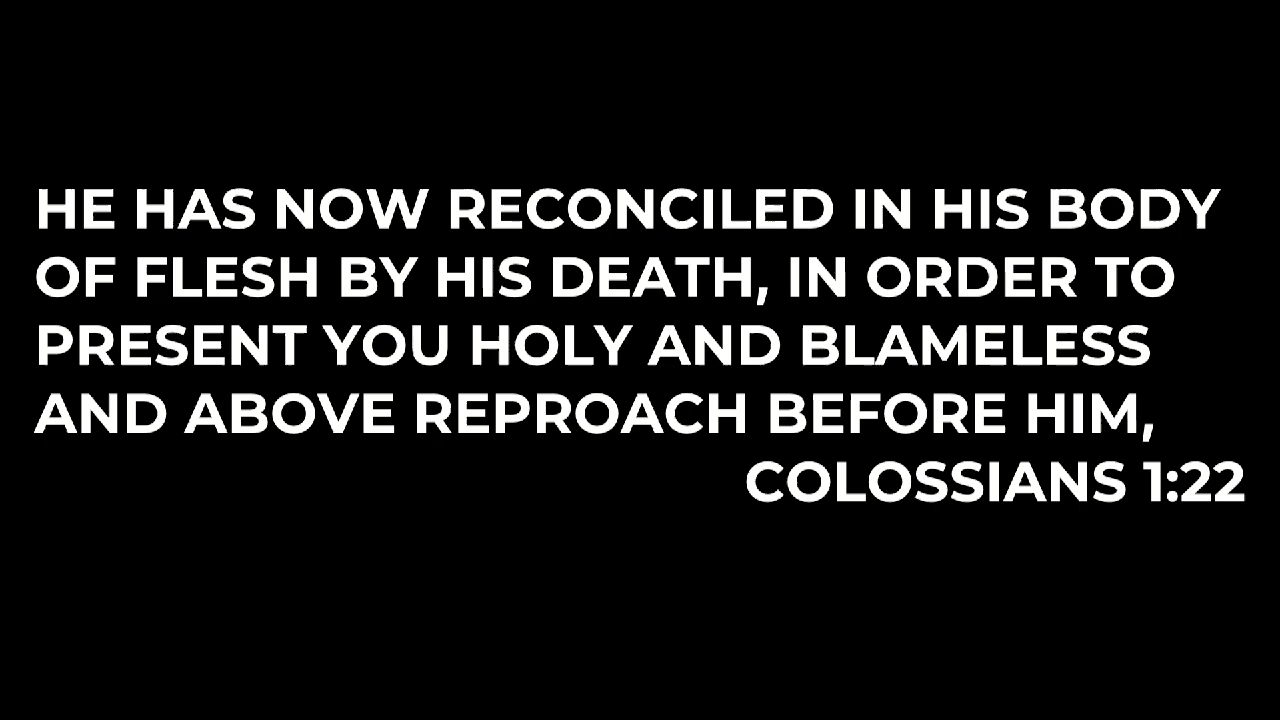 HE HAS NOW RECONCILED IN HIS BODY
OF FLESH BY HIS DEATH, IN ORDER TO
PRESENT YOU HOLY AND BLAMELESS
AND ABOVE REPROACH BEFORE HIM,
COLOSSIANS 1:22